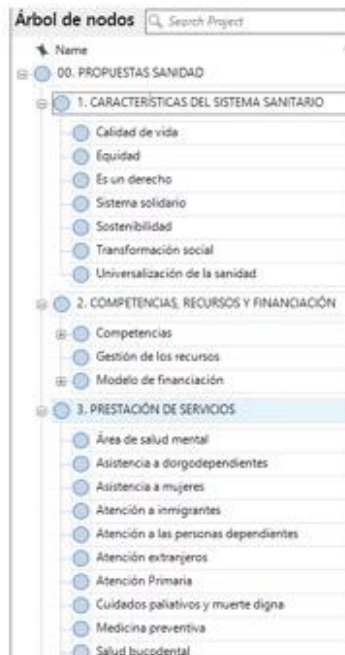 Árbol de nodos Search Project
Name
00. PROPUESTAS SANIDAD
1. CARACTERÍSTICAS DEL SISTEMA SANITARIO
Calidad de vida
Equidad
Es un derecho
Sistema solidario
Sostenibilidad
Transformación social
Universalización de la sanidad
2. COMPETENCIAS, RECURSOS Y FINANCIACIÓN
Competencias
Gestión de los recursos
Modelo de financiación
3. PRESTACIÓN DE SERVICIOS
Área de salud mental
Asistencia a dorgodependientes
Asistencia a mujeres
Atención a inmigrantes
Atención a las personas dependientes
Atención extranjeros
Atención Primaria
Cuidados paliativos y muerte digna
Medicina preventiva
Salud bucodental